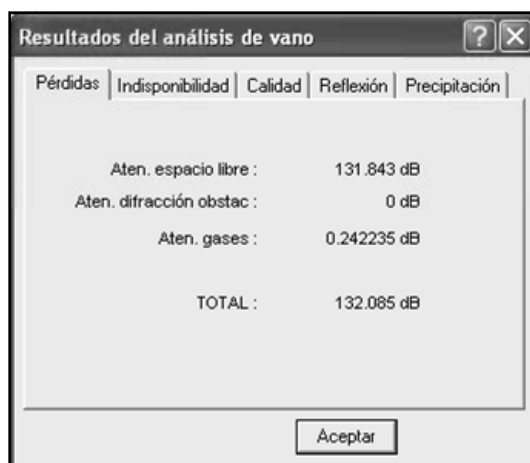 Resultados del análisis de vano
Pérdidas Indisponibilidad Calidad Reflexión Precipitación
Aten. espacio libre : 131.843 dB
Aten. difracción obstac : 0 dB
Aten. gases : 0.242235 dB
TOTAL : 132.085 dB
Aceptar